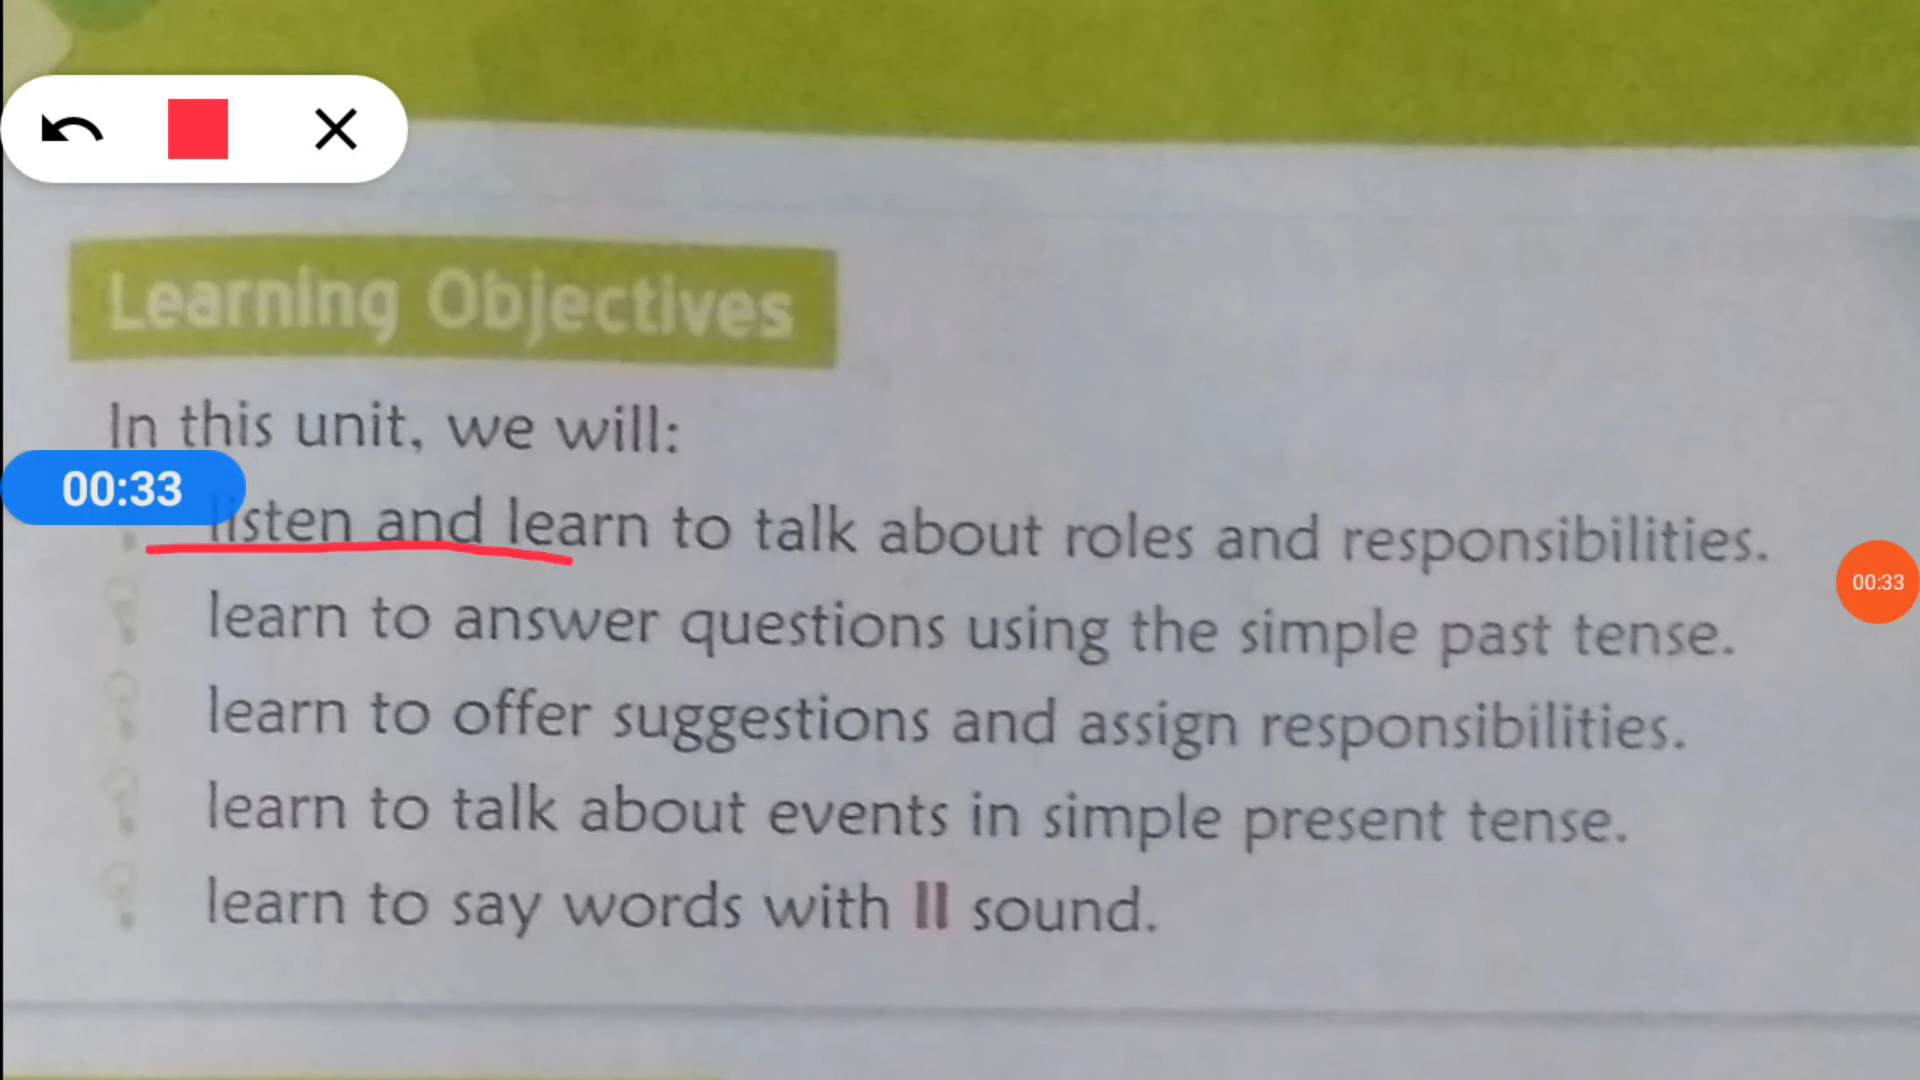 Learning Objectives
In this unit, we will:
00:33
listen and learn to talk about roles and responsibilities.
00:33
learn to answer questions using the simple past tense.
learn to offer suggestions and assign responsibilities.
learn to talk about events in simple present tense.
learn to say words with ll sound.